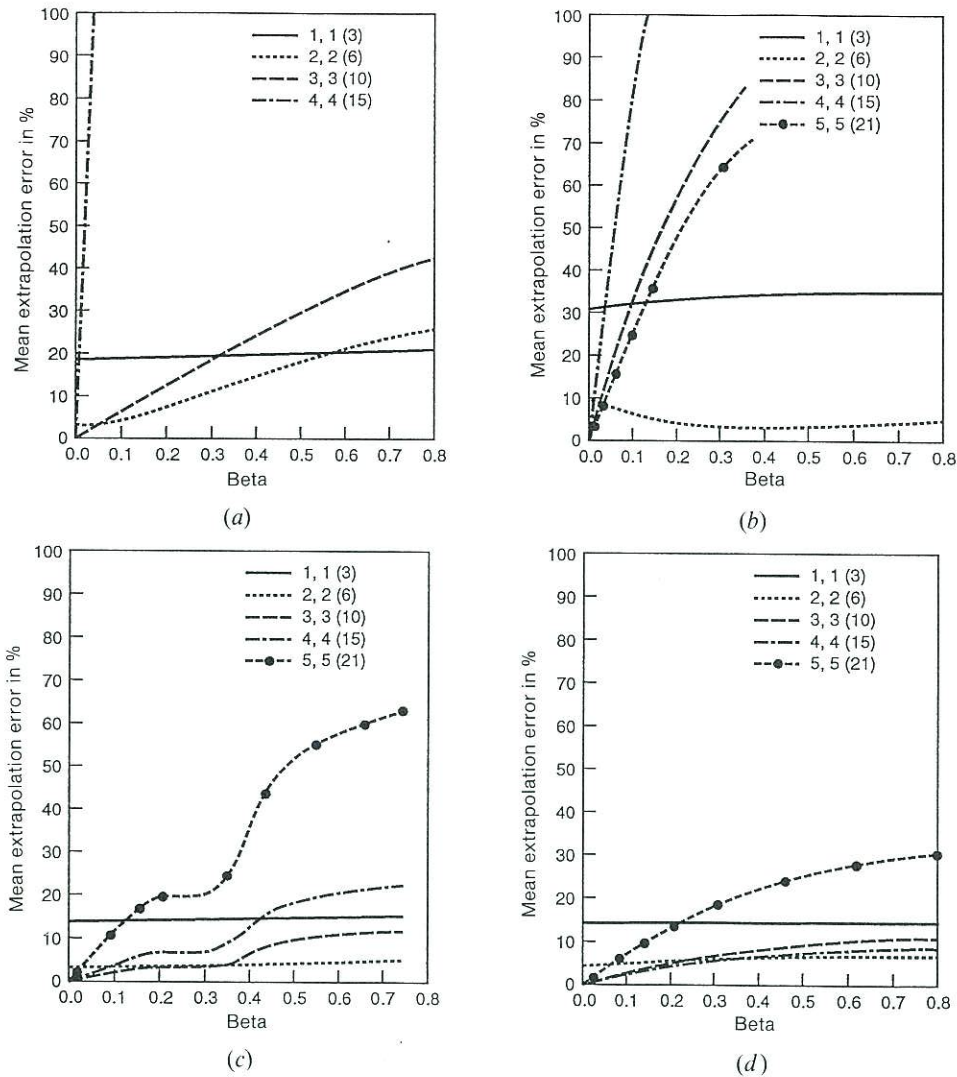 Mean extrapolation error in %
100
90
80
70
60
50
40
30
20
10
0
1, 1 (3)
2, 2 (6)
3, 3 (10)
4, 4 (15)
0.0 0.1 0.2 0.3 0.4 0.5 0.6 0.7 0.8
Beta
(a)
Mean extrapolation error in %
100
90
80
70
60
50
40
30
20
10
0
1, 1 (3)
2, 2 (6)
3, 3 (10)
4, 4 (15)
5, 5 (21)
0.0 0.1 0.2 0.3 0.4 0.5 0.6 0.7 0.8
Beta
(b)
Mean extrapolation error in %
100
90
80
70
60
50
40
30
20
10
0
1, 1 (3)
2, 2 (6)
3, 3 (10)
4, 4 (15)
5, 5 (21)
0.0 0.1 0.2 0.3 0.4 0.5 0.6 0.7 0.8
Beta
(c)
Mean extrapolation error in %
100
90
80
70
60
50
40
30
20
10
0
1, 1 (3)
2, 2 (6)
3, 3 (10)
4, 4 (15)
5, 5 (21)
0.0 0.1 0.2 0.3 0.4 0.5 0.6 0.7 0.8
Beta
(d)